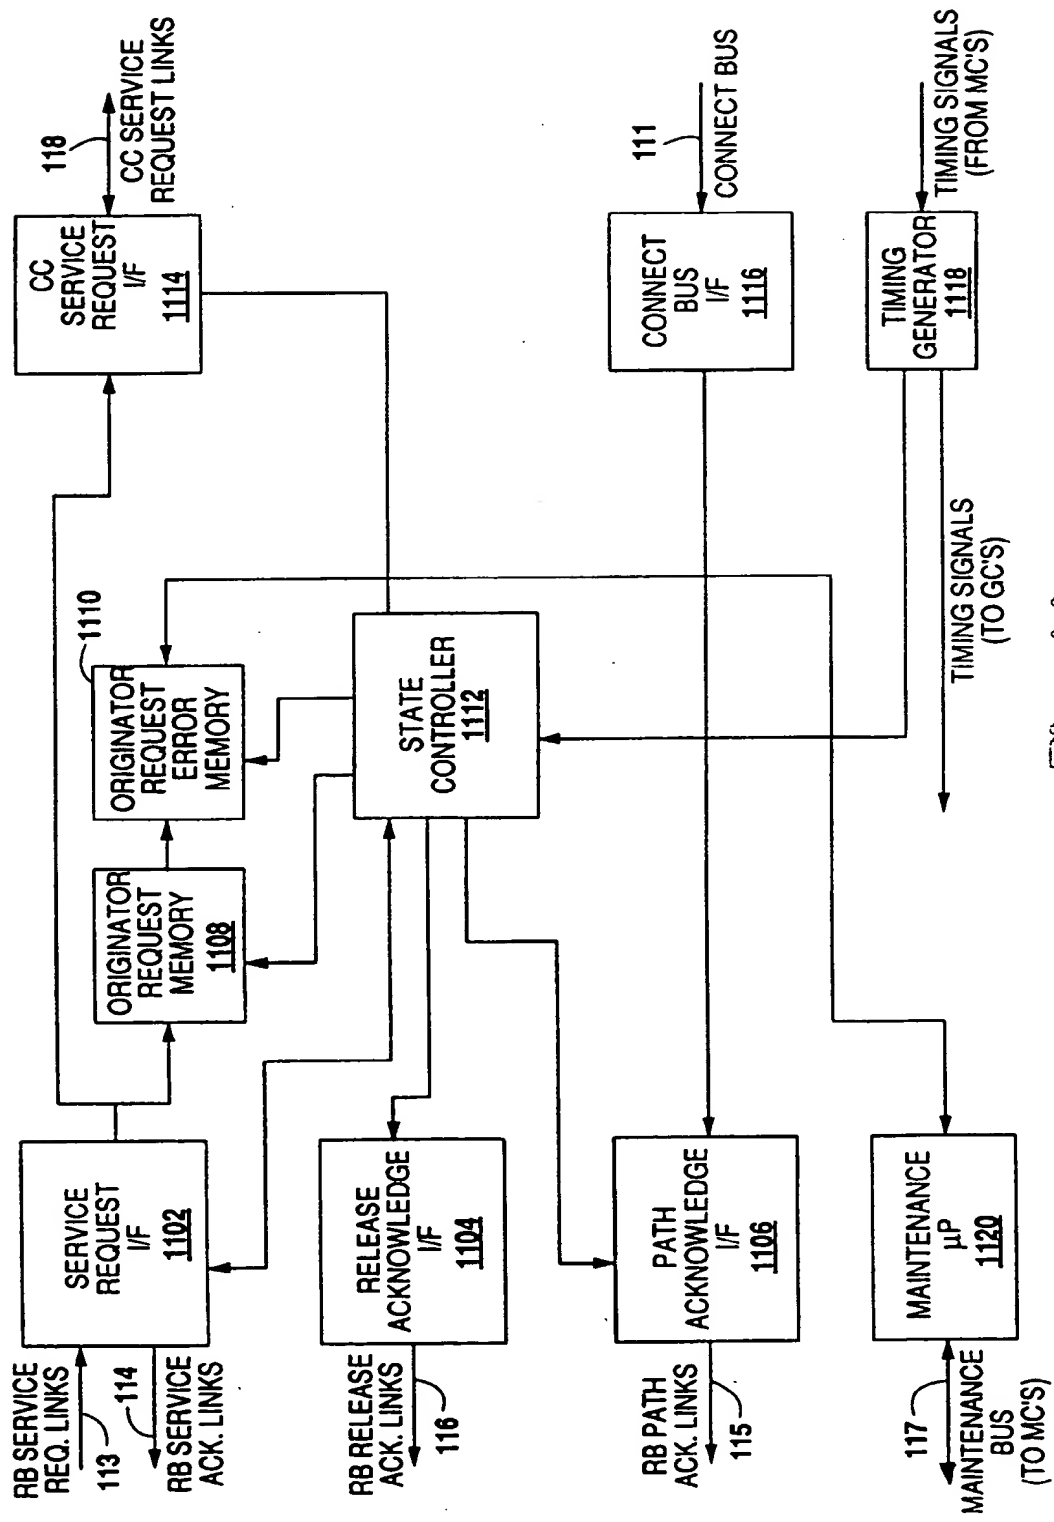 RB SERVICE
REQ. LINKS
113
114
RB SERVICE
ACK. LINKS
SERVICE
REQUEST
I/F
1102
ORIGINATOR
REQUEST
MEMORY
1108
ORIGINATOR
REQUEST
ERROR
MEMORY
1110
CC
SERVICE
REQUEST
I/F
1114
118
CC SERVICE
REQUEST LINKS
RB RELEASE
ACK. LINKS
116
RELEASE
ACKNOWLEDGE
I/F
1104
STATE
CONTROLLER
1112
RB PATH
ACK. LINKS
115
PATH
ACKNOWLEDGE
I/F
1106
CONNECT
BUS
I/F
1116
111
CONNECT BUS
117
MAINTENANCE
BUS
(TO MC'S)
MAINTENANCE
µP
1120
TIMING SIGNALS
(TO GC'S)
TIMING
GENERATOR
1118
TIMING SIGNALS
(FROM MC'S)